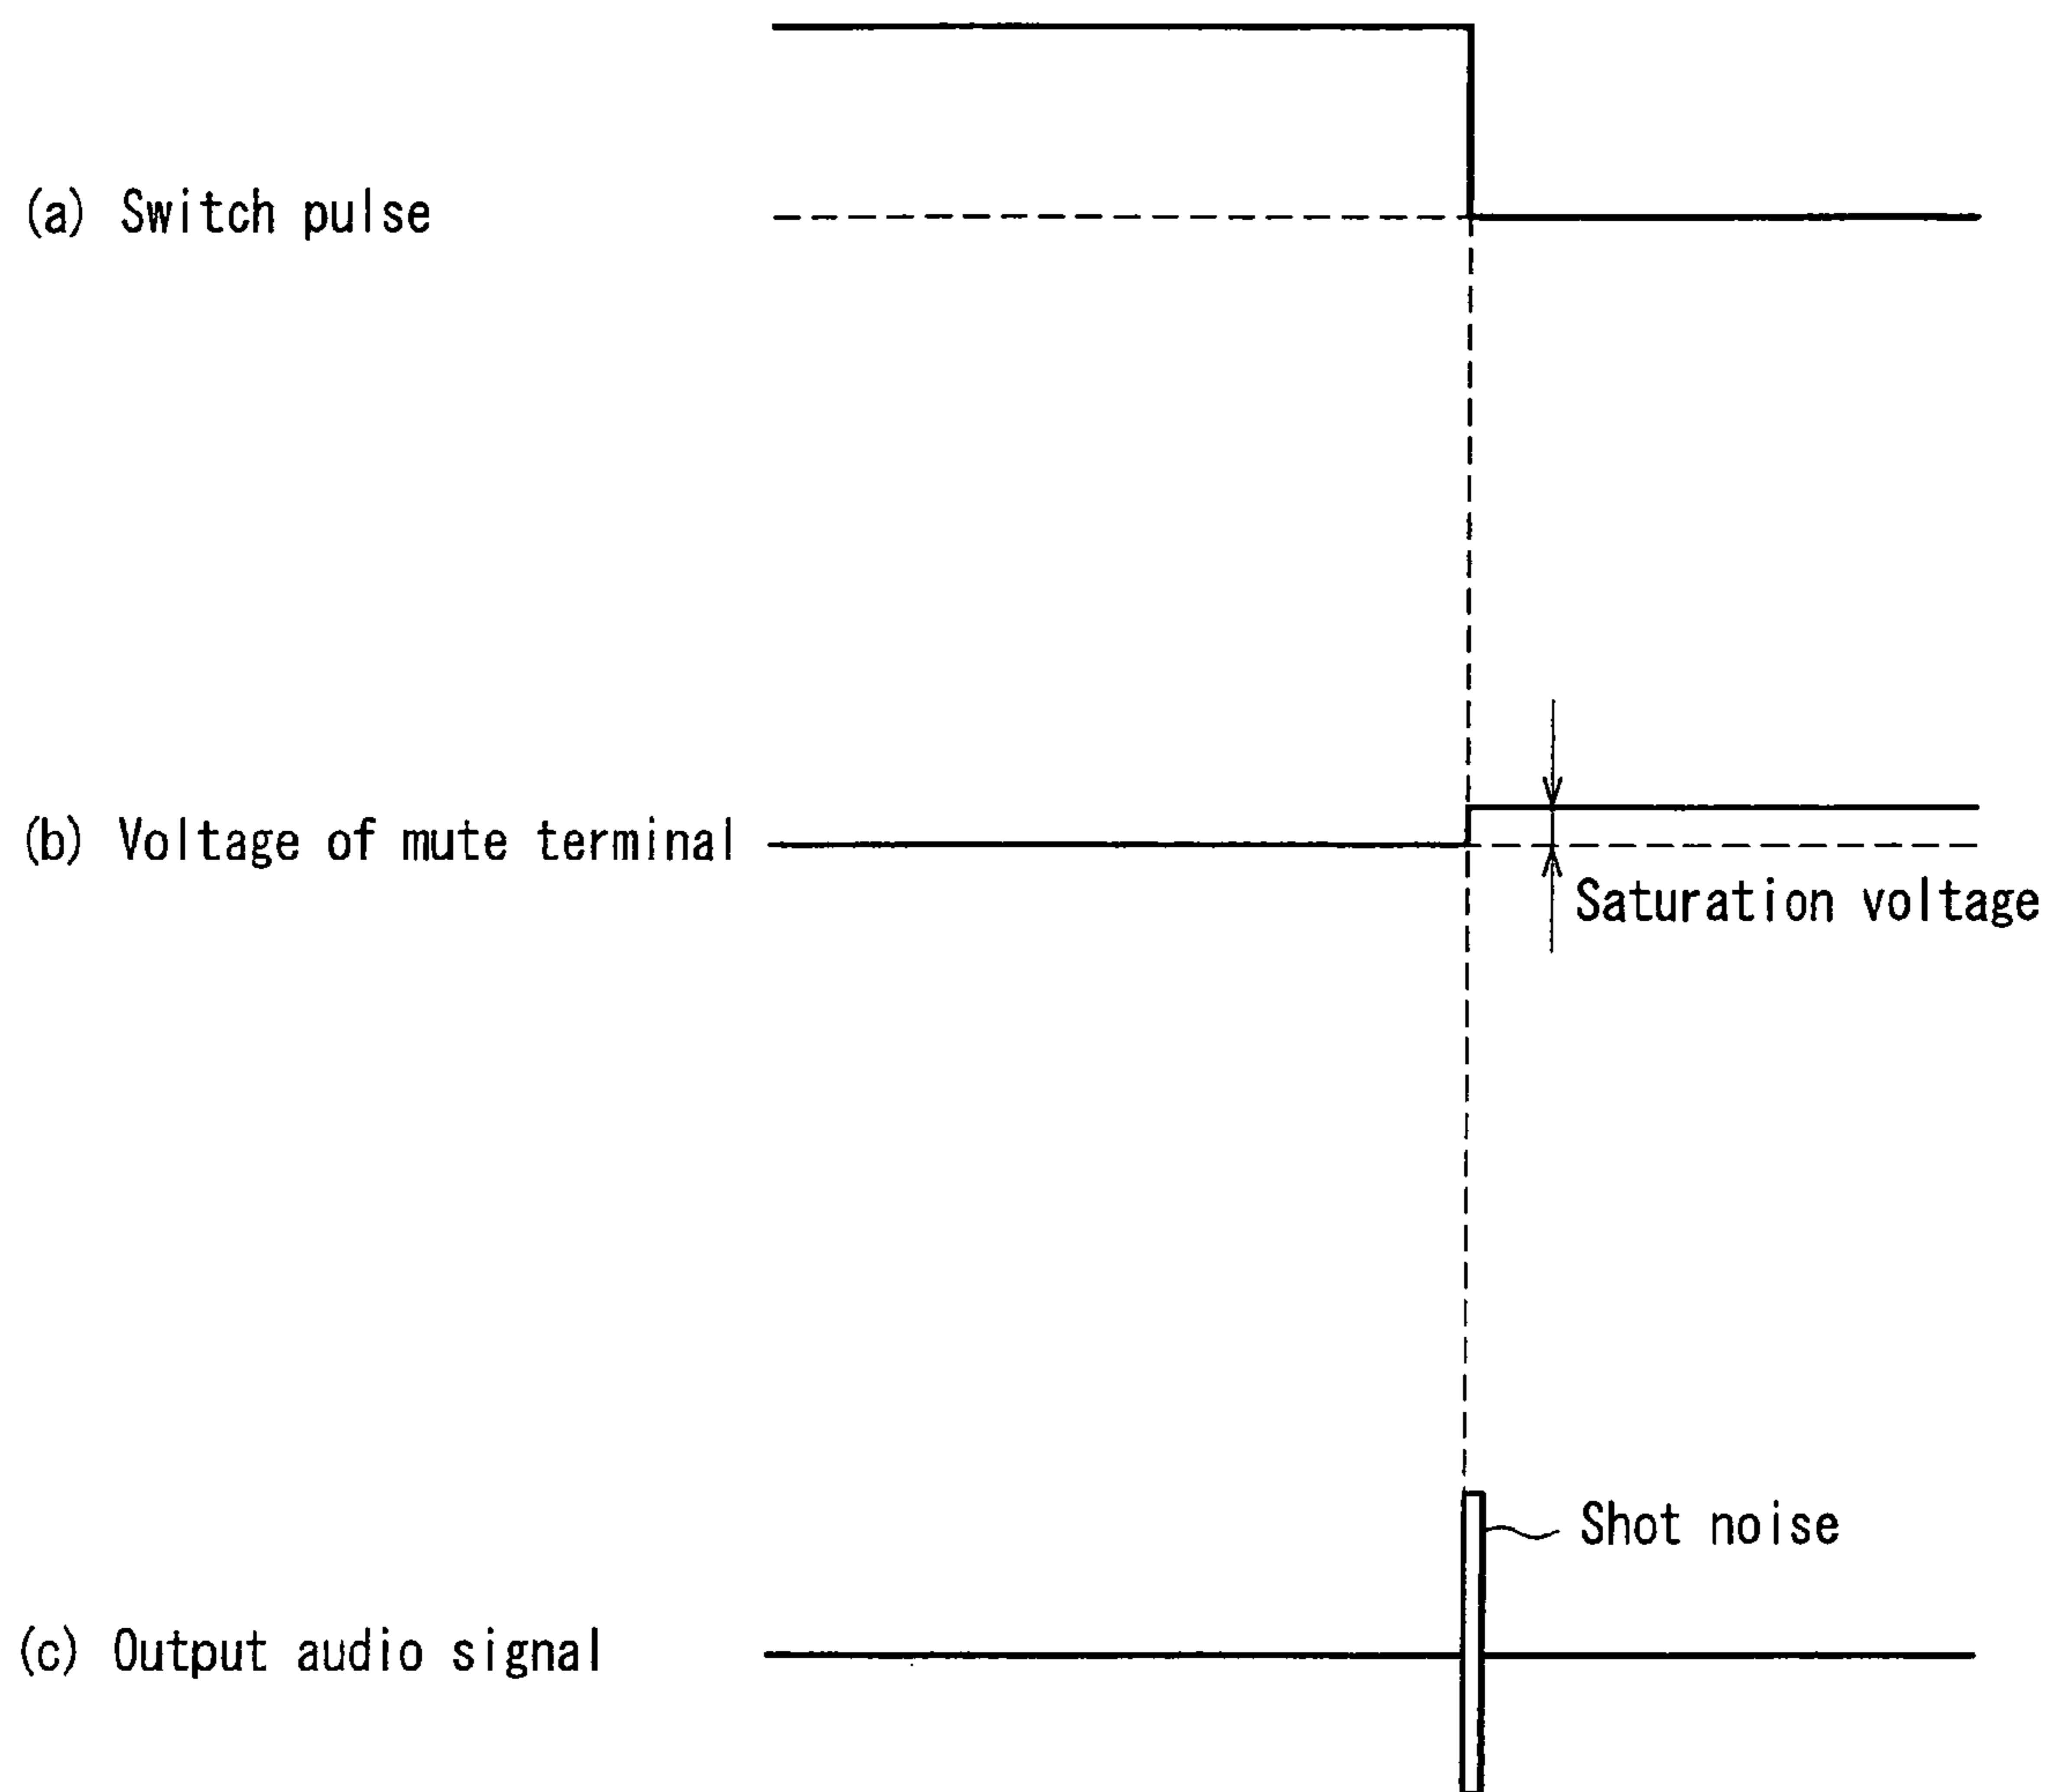 (a) Switch pulse
(b) Voltage of mute terminal
Saturation voltage
Shot noise
(c) Output audio signal